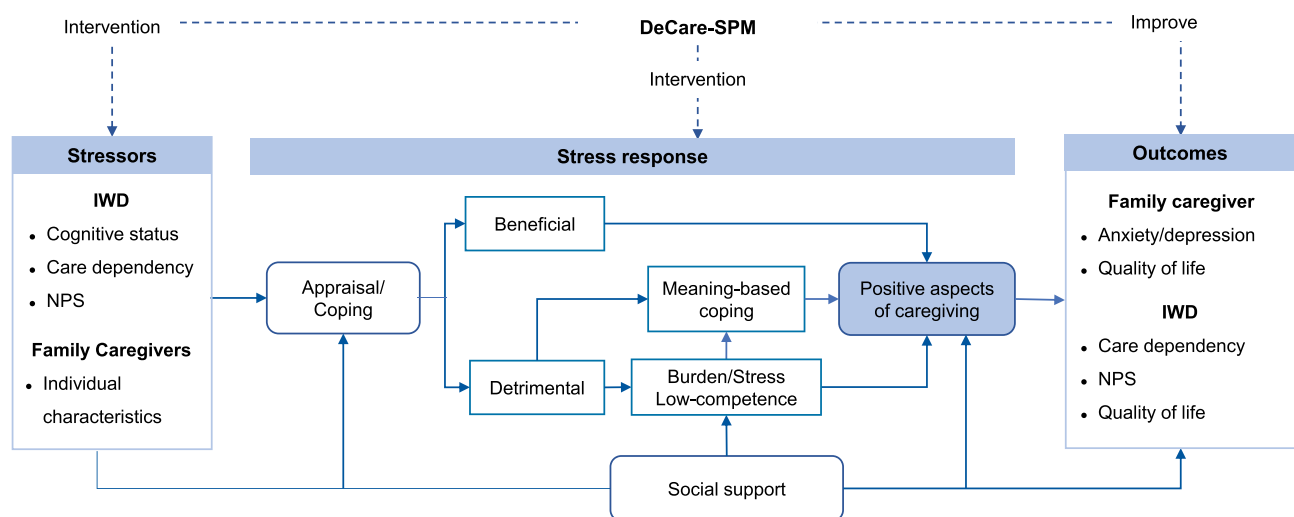 Intervention
DeCare-SPM
Improve
Intervention
Stressors
Stress response
Outcomes
IWD
• Cognitive status
• Care dependency
• NPS
Family Caregivers
• Individual
characteristics
Appraisal/
Coping
Beneficial
Detrimental
Meaning-based
coping
Burden/Stress
Low-competence
Positive aspects
of caregiving
Social support
Family caregiver
• Anxiety/depression
• Quality of life
IWD
• Care dependency
• NPS
• Quality of life